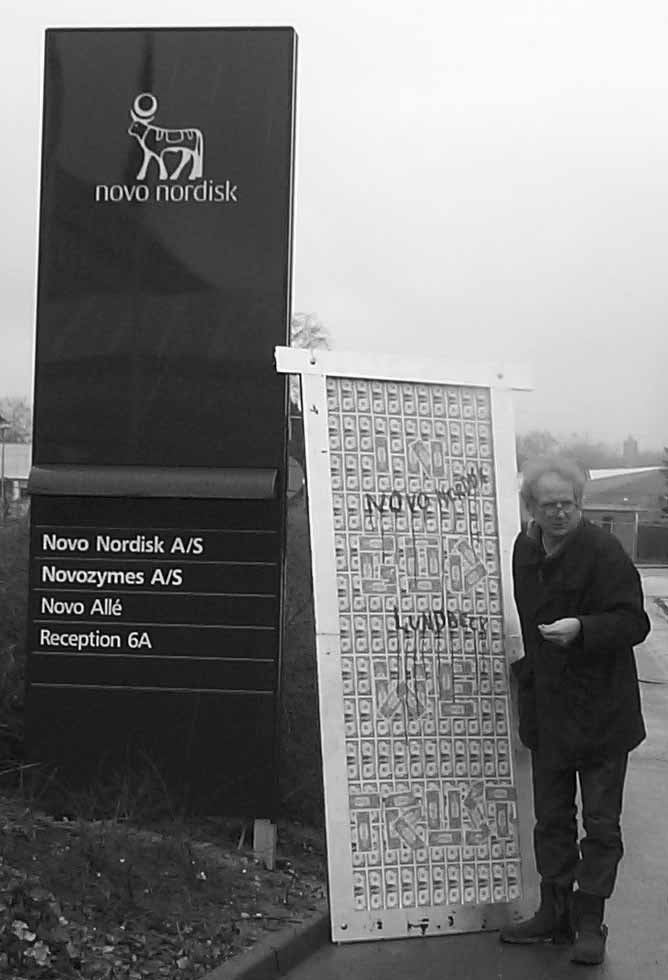 novo nordisk
Novo Nordisk A/S
Novozymes A/S
Novo Allé
Reception 6A
NOVO NORDISK
LUNDBECK